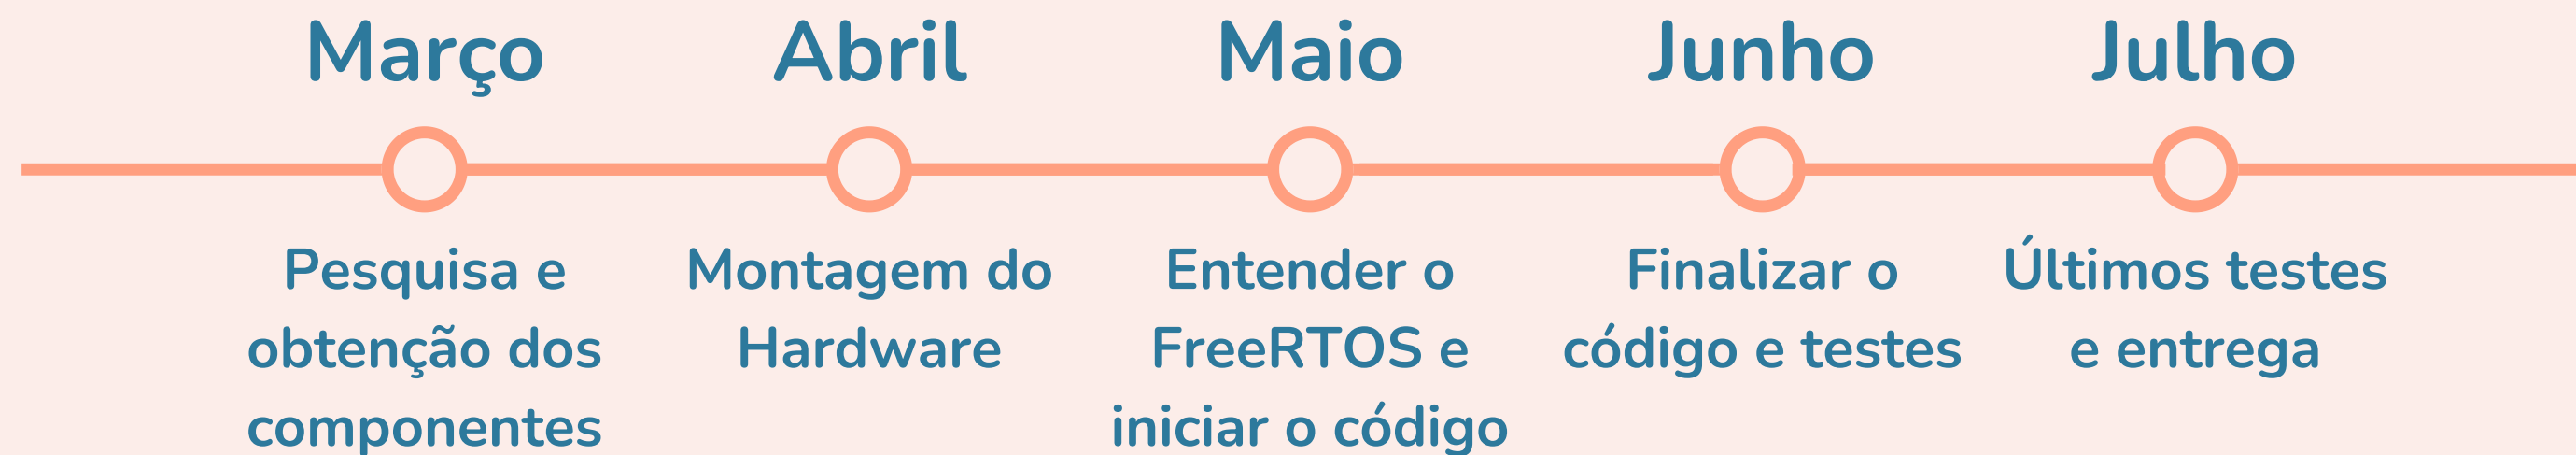 Março
Abril
Maio
Junho
Julho
Pesquisa e
obtenção dos
componentes
Montagem do
Hardware
Entender o
FreeRTOS e
iniciar o código
Finalizar o
código e testes
Últimos testes
e entrega